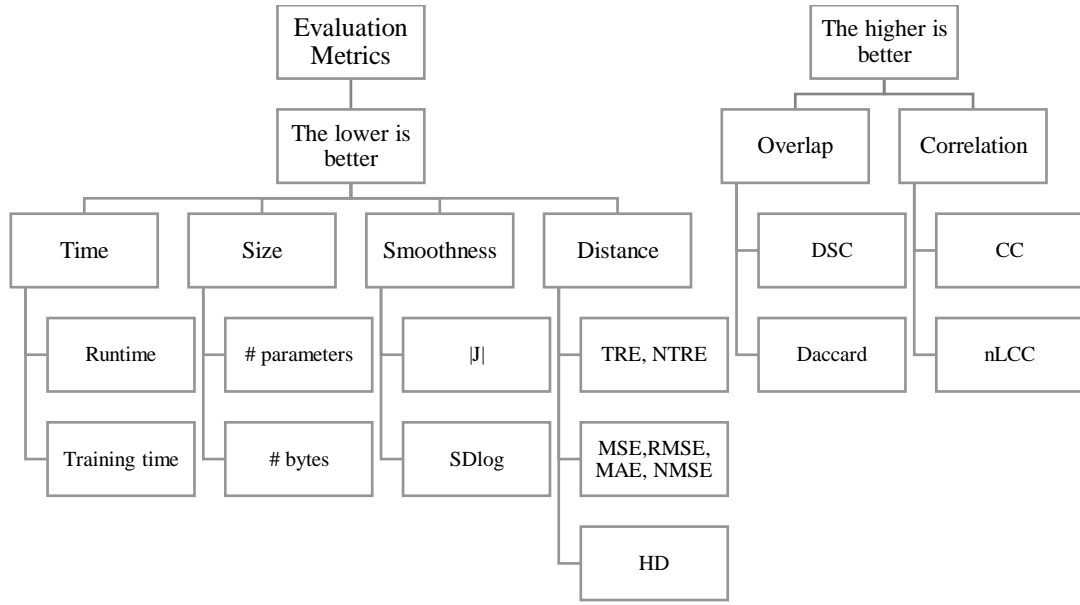 Evaluation
Metrics
The higher is
better
The lower is
better
Overlap
Correlation
Time
Size
Smoothness
Distance
DSC
CC
Runtime
# parameters
|J|
TRE, NTRE
Daccard
nLCC
Training time
# bytes
SDlog
MSE,RMSE,
MAE, NMSE
HD